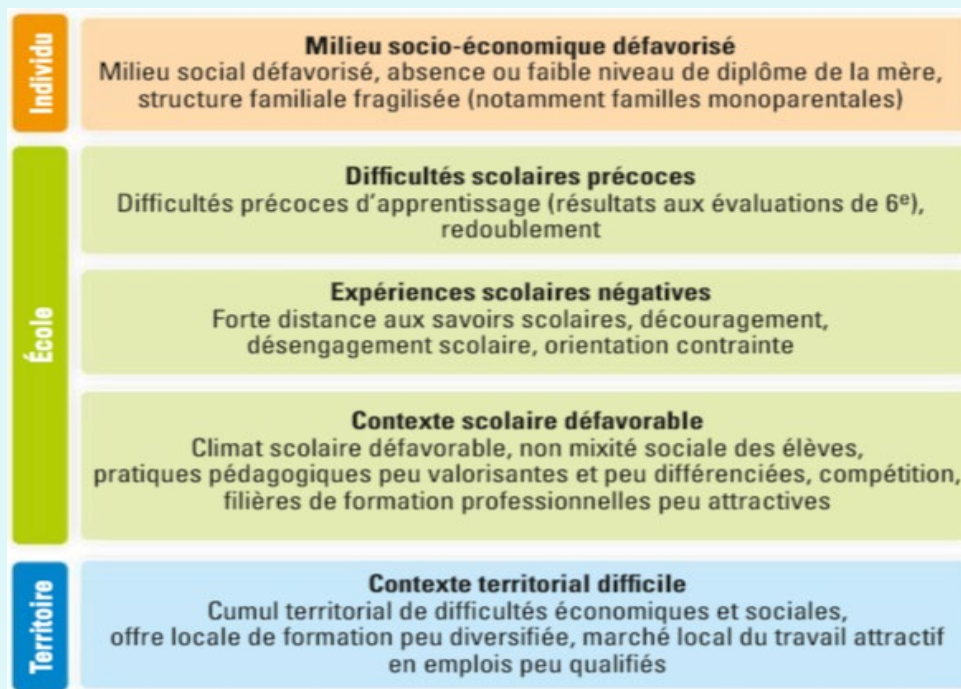 Individu
Milieu socio-économique défavorisé
Milieu social défavorisé, absence ou faible niveau de diplôme de la mère,
structure familiale fragilisée (notamment familles monoparentales)
École
Difficultés scolaires précoces
Difficultés précoces d'apprentissage (résultats aux évaluations de 6e),
redoublement
Expériences scolaires négatives
Forte distance aux savoirs scolaires, découragement,
désengagement scolaire, orientation contrainte
Contexte scolaire défavorable
Climat scolaire défavorable, non mixité sociale des élèves,
pratiques pédagogiques peu valorisantes et peu différenciées, compétition,
filières de formation professionnelles peu attractives
Territoire
Contexte territorial difficile
Cumul territorial de difficultés économiques et sociales,
offre locale de formation peu diversifiée, marché local du travail attractif
en emplois peu qualifiés